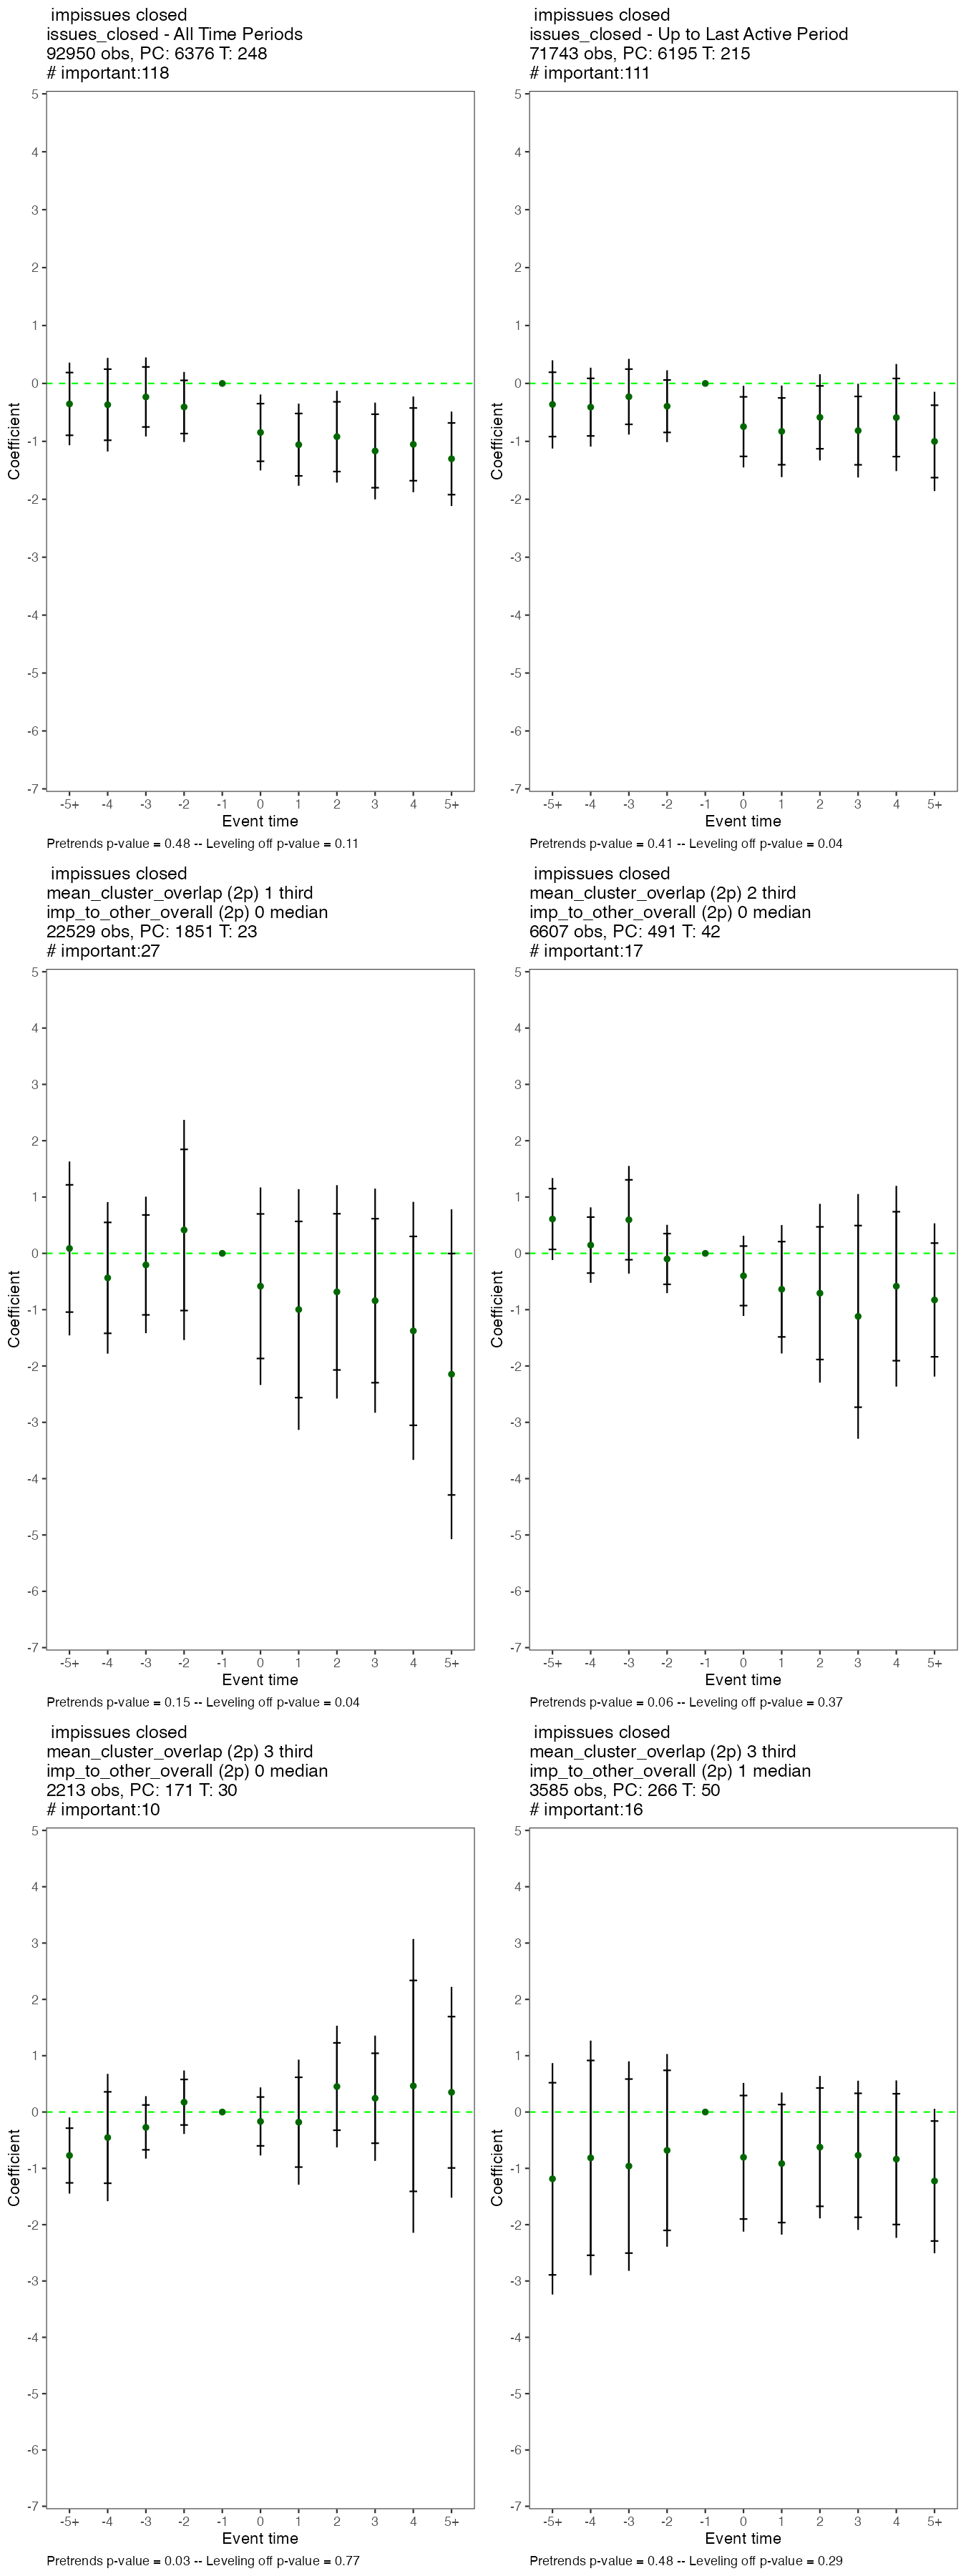 impissues closed
issues_closed - All Time Periods
92950 obs, PC: 6376 T: 248
# important:118
5
4
3
2
1
0
-1
-2
-3
-4
-5
-6
-7
Coefficient
-5+ -4 -3 -2 -1 0 1 2 3 4 5+
Event time
Pretrends p-value = 0.48 -- Leveling off p-value = 0.11
impissues closed
issues_closed - Up to Last Active Period
71743 obs, PC: 6195 T: 215
# important:111
5
4
3
2
1
0
-1
-2
-3
-4
-5
-6
-7
Coefficient
-5+ -4 -3 -2 -1 0 1 2 3 4 5+
Event time
Pretrends p-value = 0.41 -- Leveling off p-value = 0.04
impissues closed
mean_cluster_overlap (2p) 1 third
imp_to_other_overall (2p) 0 median
22529 obs, PC: 1851 T: 23
# important:27
5
4
3
2
1
0
-1
-2
-3
-4
-5
-6
-7
Coefficient
-5+ -4 -3 -2 -1 0 1 2 3 4 5+
Event time
Pretrends p-value = 0.15 -- Leveling off p-value = 0.04
impissues closed
mean_cluster_overlap (2p) 2 third
imp_to_other_overall (2p) 0 median
6607 obs, PC: 491 T: 42
# important:17
5
4
3
2
1
0
-1
-2
-3
-4
-5
-6
-7
Coefficient
-5+ -4 -3 -2 -1 0 1 2 3 4 5+
Event time
Pretrends p-value = 0.06 -- Leveling off p-value = 0.37
impissues closed
mean_cluster_overlap (2p) 3 third
imp_to_other_overall (2p) 0 median
2213 obs, PC: 171 T: 30
# important:10
5
4
3
2
1
0
-1
-2
-3
-4
-5
-6
-7
Coefficient
-5+ -4 -3 -2 -1 0 1 2 3 4 5+
Event time
Pretrends p-value = 0.03 -- Leveling off p-value = 0.77
impissues closed
mean_cluster_overlap (2p) 3 third
imp_to_other_overall (2p) 1 median
3585 obs, PC: 266 T: 50
# important:16
5
4
3
2
1
0
-1
-2
-3
-4
-5
-6
-7
Coefficient
-5+ -4 -3 -2 -1 0 1 2 3 4 5+
Event time
Pretrends p-value = 0.48 -- Leveling off p-value = 0.29